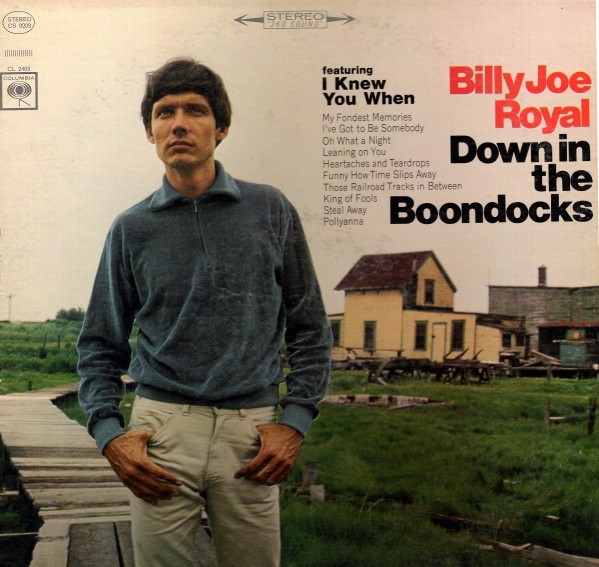 STEREO
CS 9203
CL 2403
COLUMBIA
STEREO
"360 SOUND"
featuring
I Knew
You When
My Fondest Memories
I've Got to Be Somebody
Oh What a Night
Leaning on You
Heartaches and Teardrops
Funny How Time Slips Away
Those Railroad Tracks in Between
King of Fools
Steal Away
Pollyanna
Billy Joe
Royal
Down in
the
Boondocks